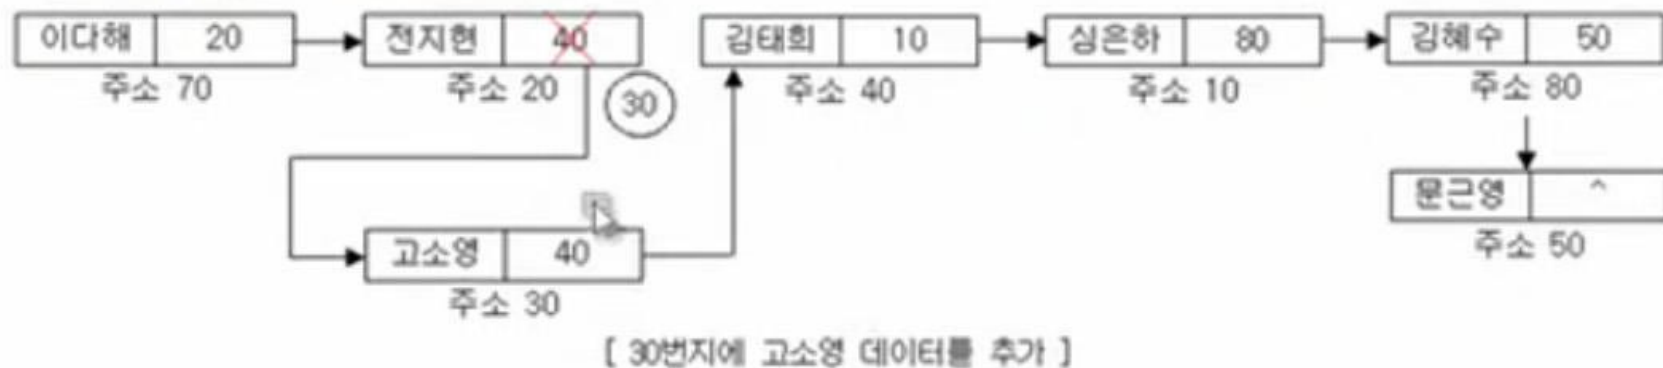 이다해 20 전지현 40 김태희 10 심은하 80 김혜수 50
주소 70 주소 20 30 주소 40 주소 10 주소 80
문근영 ^
주소 50
고소영 40
주소 30
[ 30번지에 고소영 데이터를 추가 ]